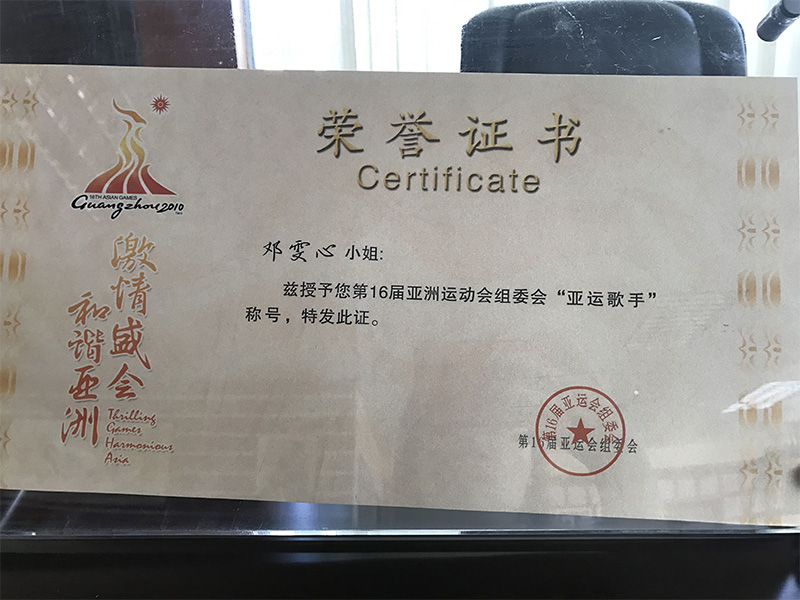 荣誉证书
Certificate
16TH ASIAN GAMES
Guangzhou 2010
激情盛会
和谐亚洲
Thrilling
Games
Harmonious
Asia
邓雯心 小姐:
兹授予您第16届亚洲运动会组委会“亚运歌手”
称号，特发此证。
第16届亚运会组委会
第16届亚运会组委会